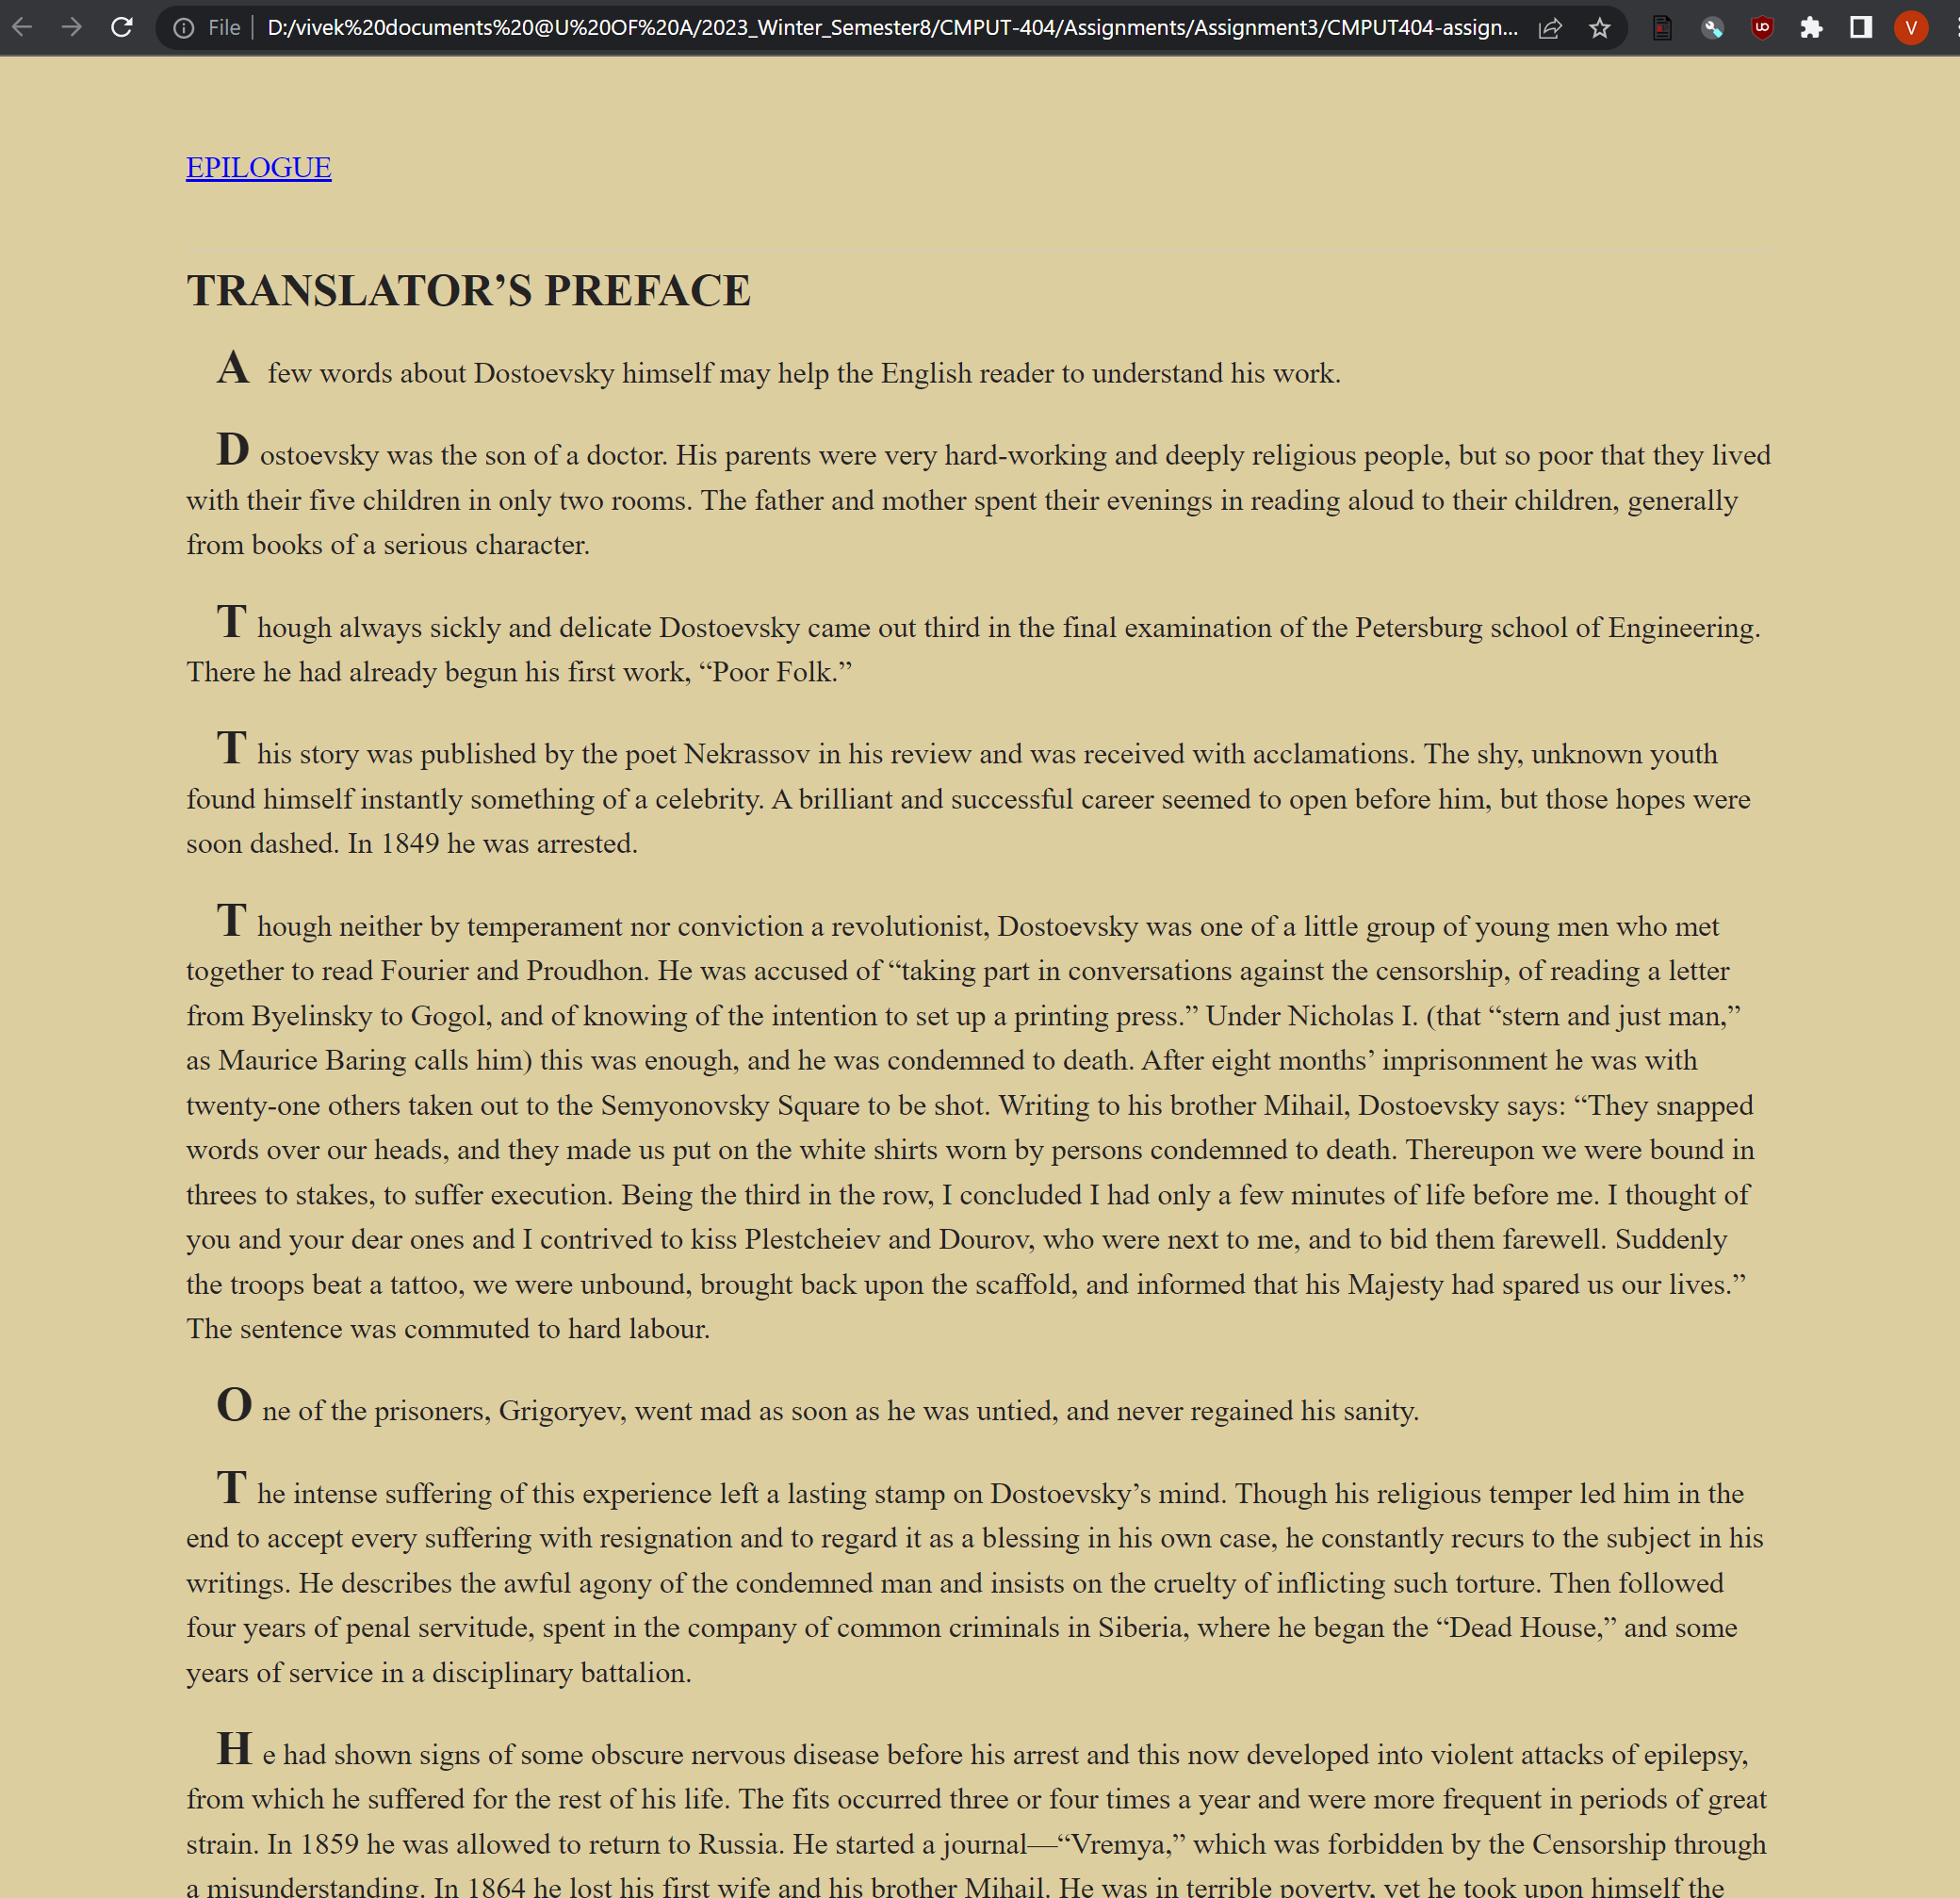 File
D:/vivek%20documents%20@U%20OF%20A/2023_Winter_Semester8/CMPUT-404/Assignments/Assignment3/CMPUT404-assign...
V
EPILOGUE
TRANSLATOR’S PREFACE
A few words about Dostoevsky himself may help the English reader to understand his work.
Dostoevsky was the son of a doctor. His parents were very hard-working and deeply religious people, but so poor that they lived
with their five children in only two rooms. The father and mother spent their evenings in reading aloud to their children, generally
from books of a serious character.
Though always sickly and delicate Dostoevsky came out third in the final examination of the Petersburg school of Engineering.
There he had already begun his first work, “Poor Folk.”
This story was published by the poet Nekrassov in his review and was received with acclamations. The shy, unknown youth
found himself instantly something of a celebrity. A brilliant and successful career seemed to open before him, but those hopes were
soon dashed. In 1849 he was arrested.
Though neither by temperament nor conviction a revolutionist, Dostoevsky was one of a little group of young men who met
together to read Fourier and Proudhon. He was accused of “taking part in conversations against the censorship, of reading a letter
from Byelinsky to Gogol, and of knowing of the intention to set up a printing press.” Under Nicholas I. (that “stern and just man,”
as Maurice Baring calls him) this was enough, and he was condemned to death. After eight months’ imprisonment he was with
twenty-one others taken out to the Semyonovsky Square to be shot. Writing to his brother Mihail, Dostoevsky says: “They snapped
words over our heads, and they made us put on the white shirts worn by persons condemned to death. Thereupon we were bound in
threes to stakes, to suffer execution. Being the third in the row, I concluded I had only a few minutes of life before me. I thought of
you and your dear ones and I contrived to kiss Plestcheiev and Dourov, who were next to me, and to bid them farewell. Suddenly
the troops beat a tattoo, we were unbound, brought back upon the scaffold, and informed that his Majesty had spared us our lives.”
The sentence was commuted to hard labour.
One of the prisoners, Grigoryev, went mad as soon as he was untied, and never regained his sanity.
The intense suffering of this experience left a lasting stamp on Dostoevsky’s mind. Though his religious temper led him in the
end to accept every suffering with resignation and to regard it as a blessing in his own case, he constantly recurs to the subject in his
writings. He describes the awful agony of the condemned man and insists on the cruelty of inflicting such torture. Then followed
four years of penal servitude, spent in the company of common criminals in Siberia, where he began the “Dead House,” and some
years of service in a disciplinary battalion.
He had shown signs of some obscure nervous disease before his arrest and this now developed into violent attacks of epilepsy,
from which he suffered for the rest of his life. The fits occurred three or four times a year and were more frequent in periods of great
strain. In 1859 he was allowed to return to Russia. He started a journal—“Vremya,” which was forbidden by the Censorship through
a misunderstanding. In 1864 he lost his first wife and his brother Mihail. He was in terrible poverty, yet he took upon himself the